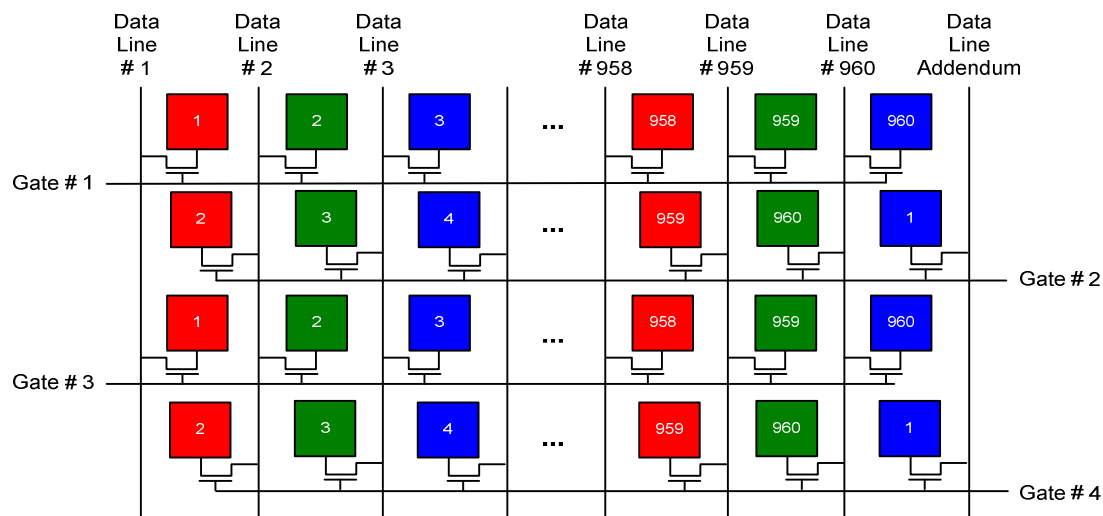 Data Line # 1
Data Line # 2
Data Line # 3
Data Line # 958
Data Line # 959
Data Line # 960
Data Line Addendum
1 2 3 ... 958 959 960
Gate # 1
2 3 4 ... 959 960 1
Gate # 2
1 2 3 ... 958 959 960
Gate # 3
2 3 4 ... 959 960 1
Gate # 4